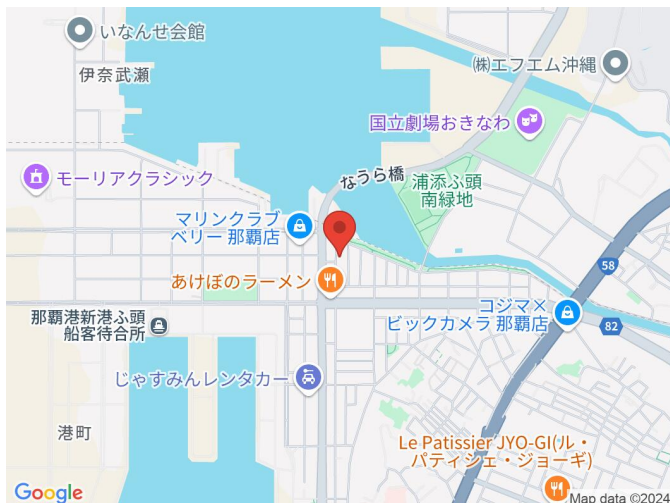 いなんせ会館
伊奈武瀬
㈱エフエム沖縄
国立劇場おきなわ
なうら橋
モーリアクラシック
浦添ふ頭
南緑地
マリンクラブ
ベリー 那覇店
58
あけぼのラーメン
那覇港新港ふ頭
船客待合所
コジマ×
ビックカメラ 那覇店
82
じゃすみんレンタカー
港町
Le Patissier JYO-GI(ル・
パティシェ・ジョーギ)
Google
Map data ©2024